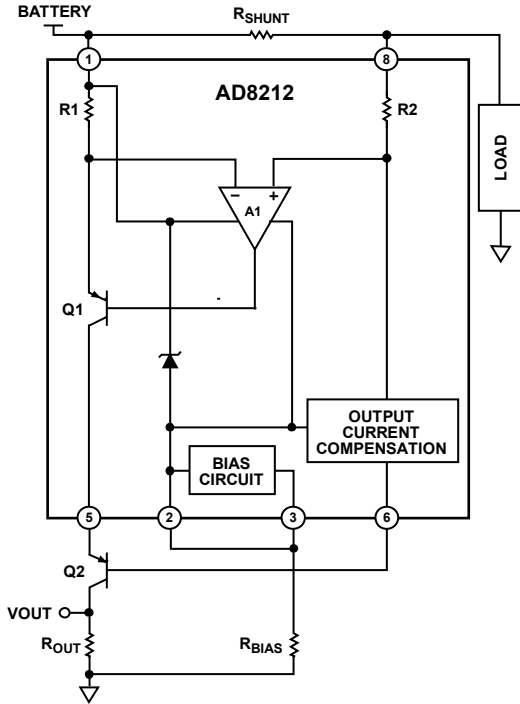 BATTERY
RSHUNT
1
8
AD8212
R1
R2
LOAD
− +
A1
Q1
OUTPUT
CURRENT
COMPENSATION
BIAS
CIRCUIT
5
2
3
6
Q2
VOUT
ROUT
RBIAS